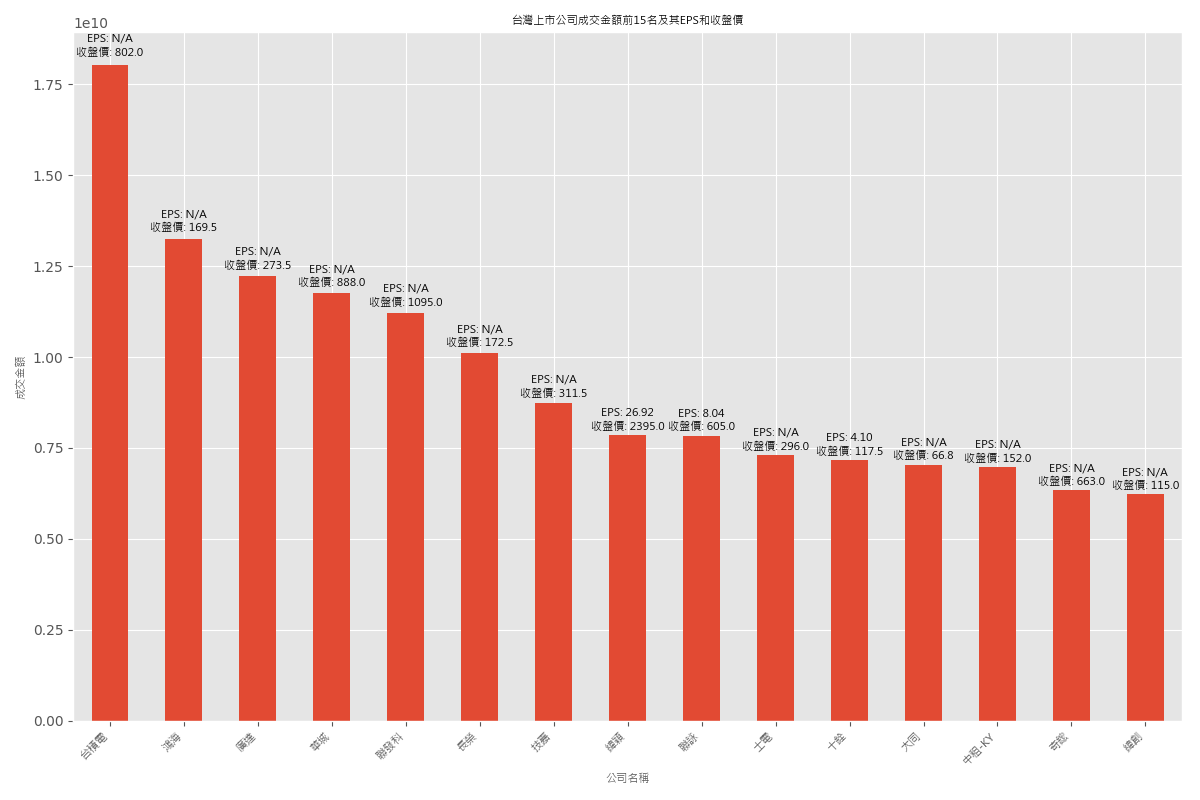 台灣上市公司成交金額前15名及其EPS和收盤價
1e10
EPS: N/A
收盤價: 802.0
EPS: N/A
收盤價: 169.5
EPS: N/A
收盤價: 273.5
EPS: N/A
收盤價: 888.0
EPS: N/A
收盤價: 1095.0
EPS: N/A
收盤價: 172.5
EPS: N/A
收盤價: 311.5
EPS: 26.92
收盤價: 2395.0
EPS: 8.04
收盤價: 605.0
EPS: N/A
收盤價: 296.0
EPS: 4.10
收盤價: 117.5
EPS: N/A
收盤價: 66.8
EPS: N/A
收盤價: 152.0
EPS: N/A
收盤價: 663.0
EPS: N/A
收盤價: 115.0
1.75
1.50
1.25
1.00
0.75
0.50
0.25
0.00
成交金額
台積電
鴻海
廣達
華城
聯發科
長榮
技嘉
緯穎
聯詠
士電
十銓
大同
中租-KY
緯創
公司名稱